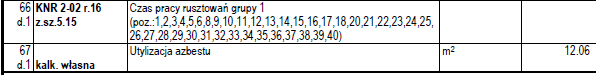 66 KNR 2-02 r.16 Czas pracy rusztowań grupy 1
d.1 z.sz.5.15 (poz.:1,2,3,4,5,6,8,9,10,11,12,13,14,15,16,17,18,20,21,22,23,24,25,
26,27,28,29,30,31,32,33,34,35,36,37,38,39,40)
67 Utylizacja azbestu m² 12.06
d.1 kalk. własna